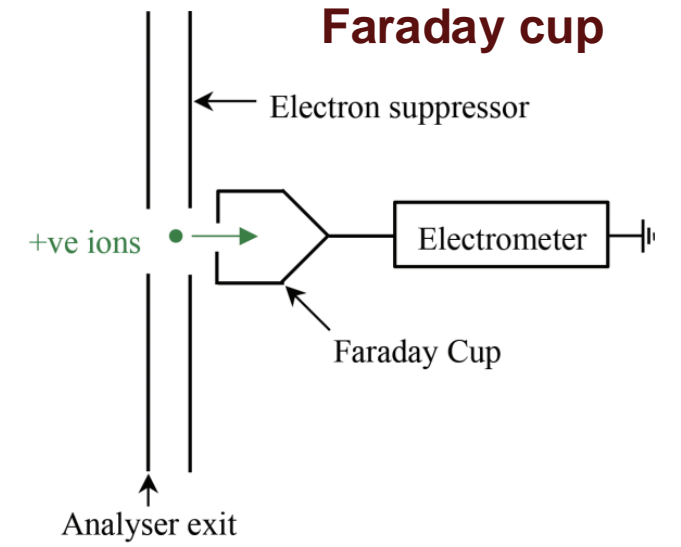 Faraday cup
Electron suppressor
+ve ions
Electrometer
Faraday Cup
Analyser exit